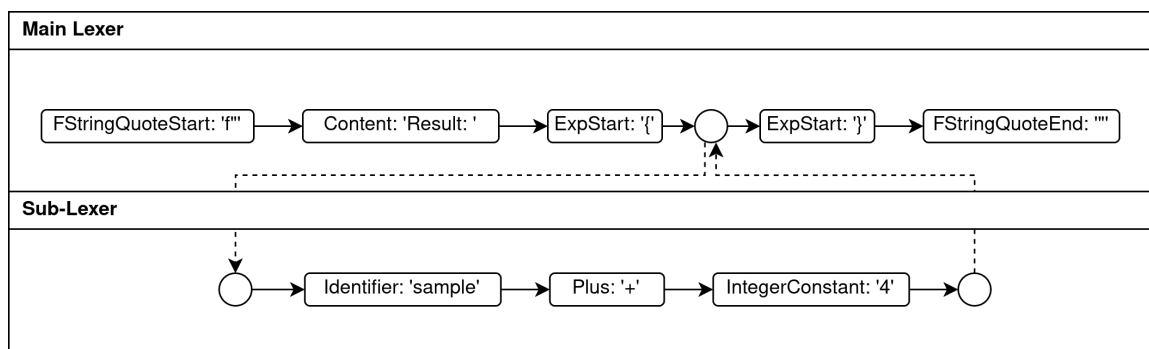 Main Lexer
FStringQuoteStart: 'f"'
Content: 'Result: '
ExpStart: '{'
ExpStart: '}'
FStringQuoteEnd: '"'
Sub-Lexer
Identifier: 'sample'
Plus: '+'
IntegerConstant: '4'